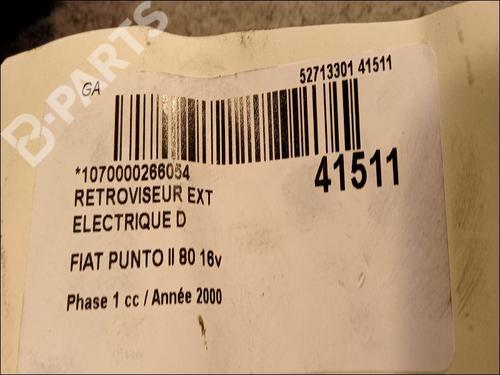 B-PARTS
GA
52713301 41511
*1070000266054
41511
RETROVISEUR EXT
ELECTRIQUE D
FIAT PUNTO II 80 16v
Phase 1 cc / Année 2000